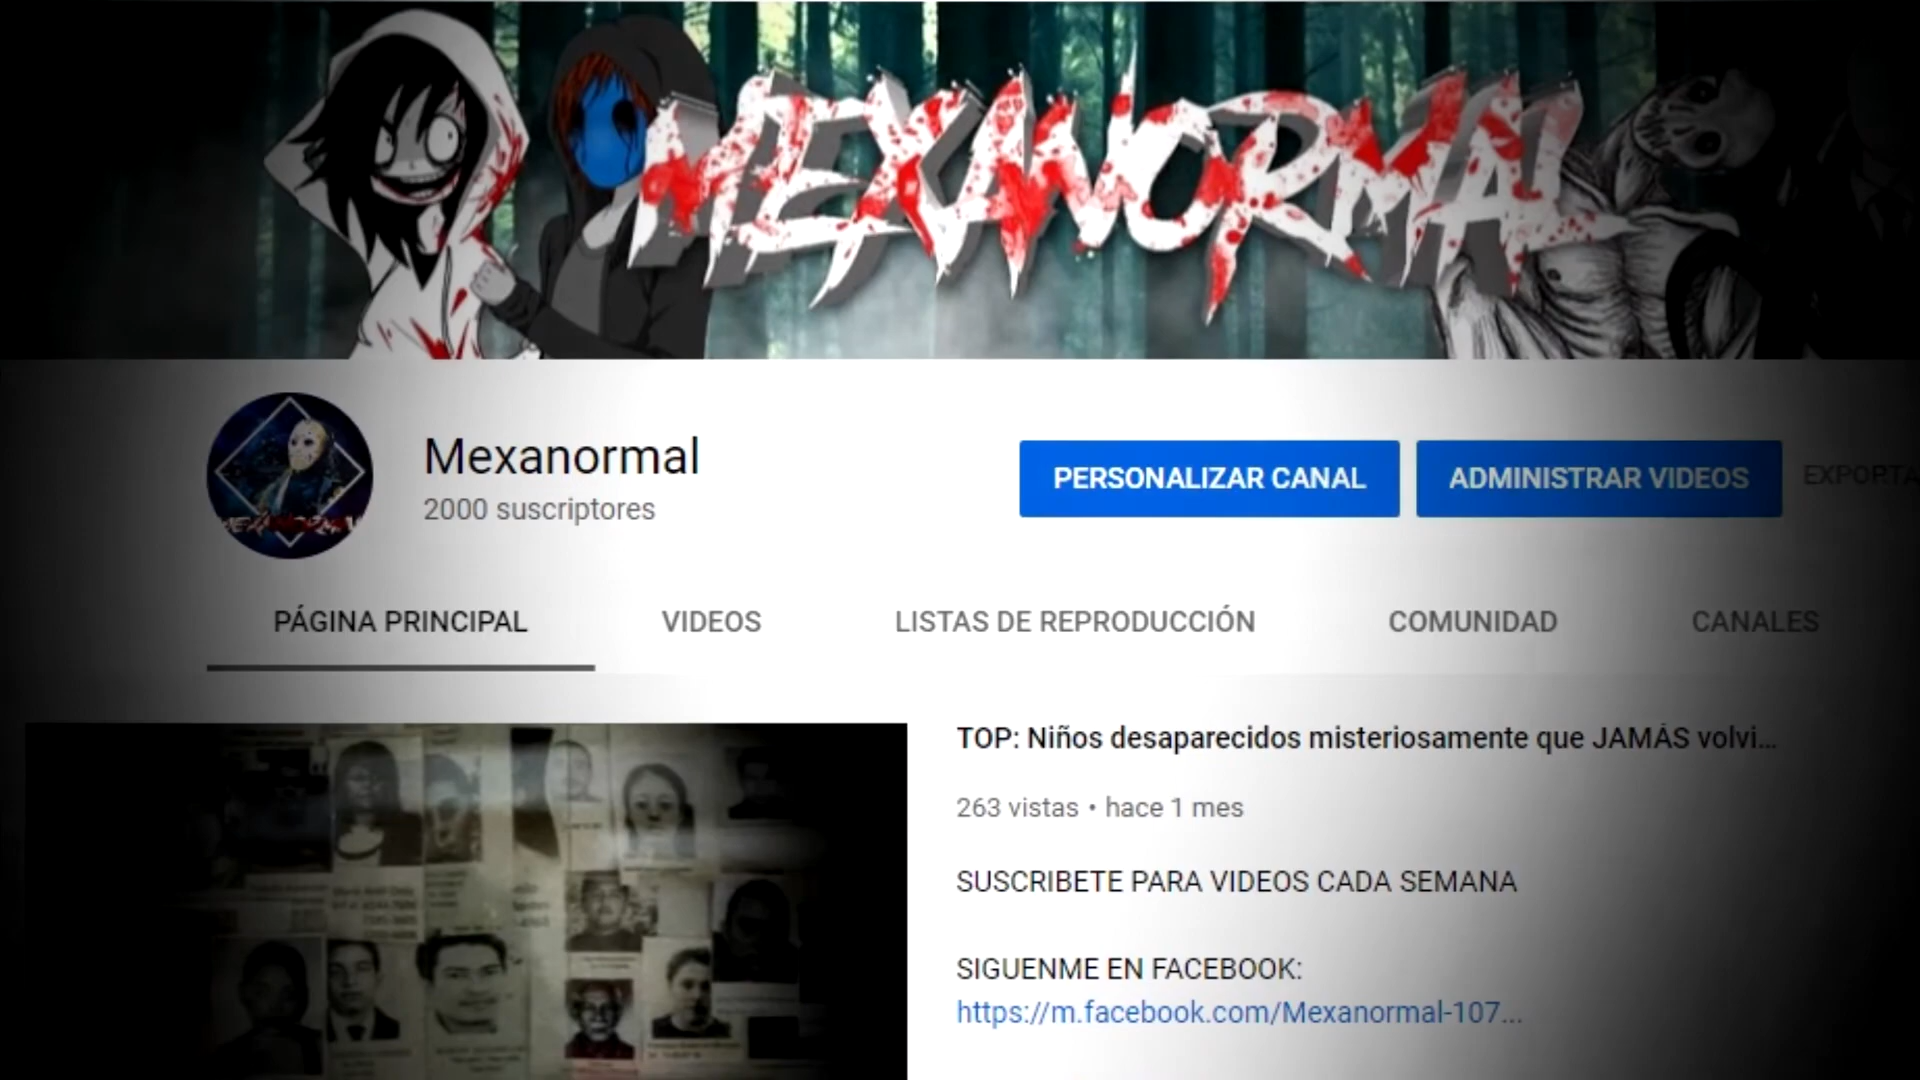 MEXANORMAL
Mexanormal
2000 suscriptores
PERSONALIZAR CANAL
ADMINISTRAR VIDEOS
EXPORTA
PÁGINA PRINCIPAL
VIDEOS
LISTAS DE REPRODUCCIÓN
COMUNIDAD
CANALES
TOP: Niños desaparecidos misteriosamente que JAMÁS volvi...
263 vistas • hace 1 mes
SUSCRIBETE PARA VIDEOS CADA SEMANA
SIGUENME EN FACEBOOK:
https://m.facebook.com/Mexanormal-107...